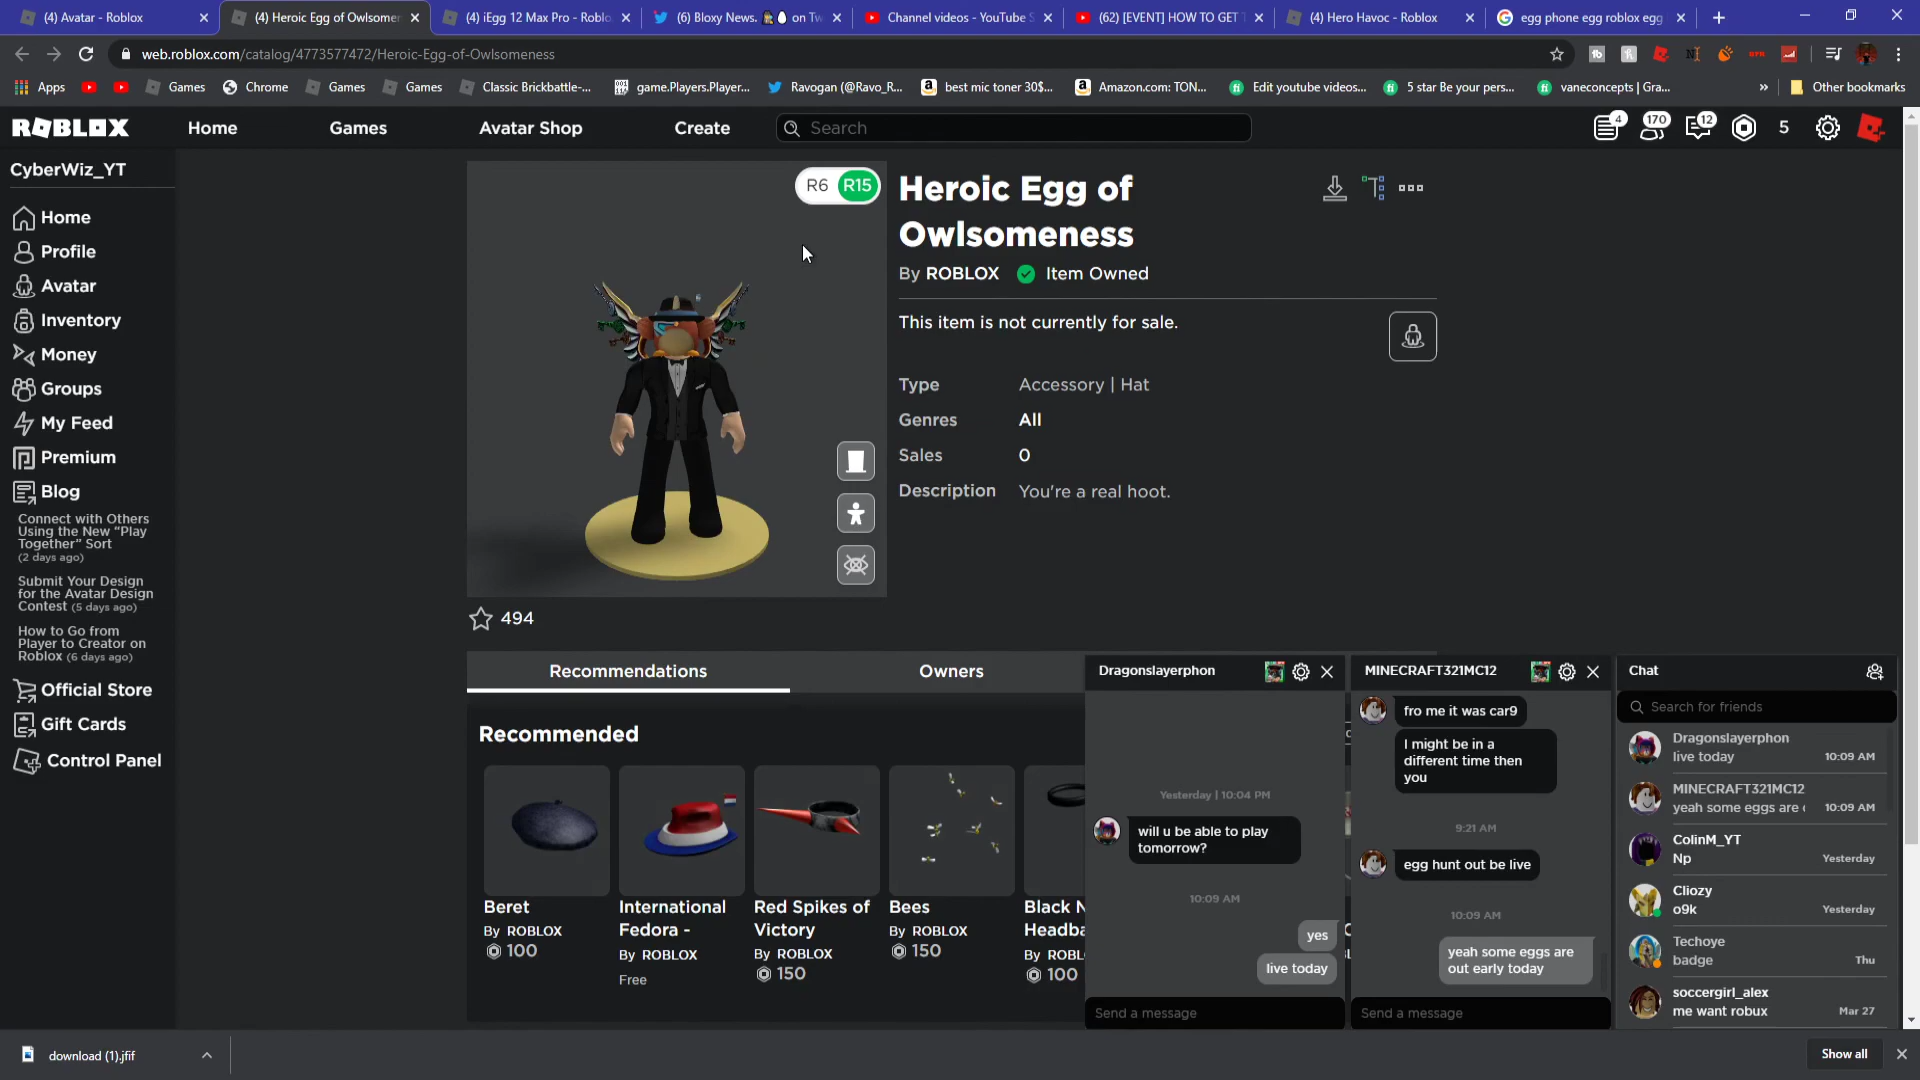 (4) Avatar - Roblox
(4) Heroic Egg of Owlsomen
(4) iEgg 12 Max Pro - Roblo
(6) Bloxy News. on Tw
Channel videos - YouTube S
(62) [EVENT] HOW TO GET T
(4) Hero Havoc - Roblox
egg phone egg roblox egg
web.roblox.com/catalog/4773577472/Heroic-Egg-of-Owlsomeness
Apps
Games
Chrome
Games
Games
Classic Brickbattle-...
game.Players.Player...
Ravogan (@Ravo_R...
best mic toner 30$...
Amazon.com: TON...
Edit youtube videos...
5 star Be your pers...
vaneconcepts | Gra...
»
Other bookmarks
ROBLOX
Home
Games
Avatar Shop
Create
Search
4
170
12
5
CyberWiz_YT
Home
Profile
Avatar
Inventory
Money
Groups
My Feed
Premium
Blog
Connect with Others
Using the New “Play
Together” Sort
(2 days ago)
Submit Your Design
for the Avatar Design
Contest (5 days ago)
How to Go from
Player to Creator on
Roblox (6 days ago)
Official Store
Gift Cards
Control Panel
R6 R15
Heroic Egg of
Owlsomeness
By ROBLOX Item Owned
This item is not currently for sale.
Type Accessory | Hat
Genres All
Sales 0
Description You're a real hoot.
494
Recommendations
Owners
Recommended
Beret
By ROBLOX
100
International
Fedora -
By ROBLOX
Free
Red Spikes of
Victory
By ROBLOX
150
Bees
By ROBLOX
150
Black N
Headba
By ROBL
100
Dragonslayerphon
Yesterday | 10:04 PM
will u be able to play
tomorrow?
10:09 AM
yes
live today
Send a message
MINECRAFT321MC12
fro me it was car9
I might be in a
different time then
you
9:21 AM
egg hunt out be live
10:09 AM
yeah some eggs are
out early today
Send a message
Chat
Search for friends
Dragonslayerphon
live today 10:09 AM
MINECRAFT321MC12
yeah some eggs are 10:09 AM
ColinM_YT
Np Yesterday
Cliozy
o9k Yesterday
Techoye
badge Thu
soccergirl_alex
me want robux Mar 27
download (1).jfif
Show all